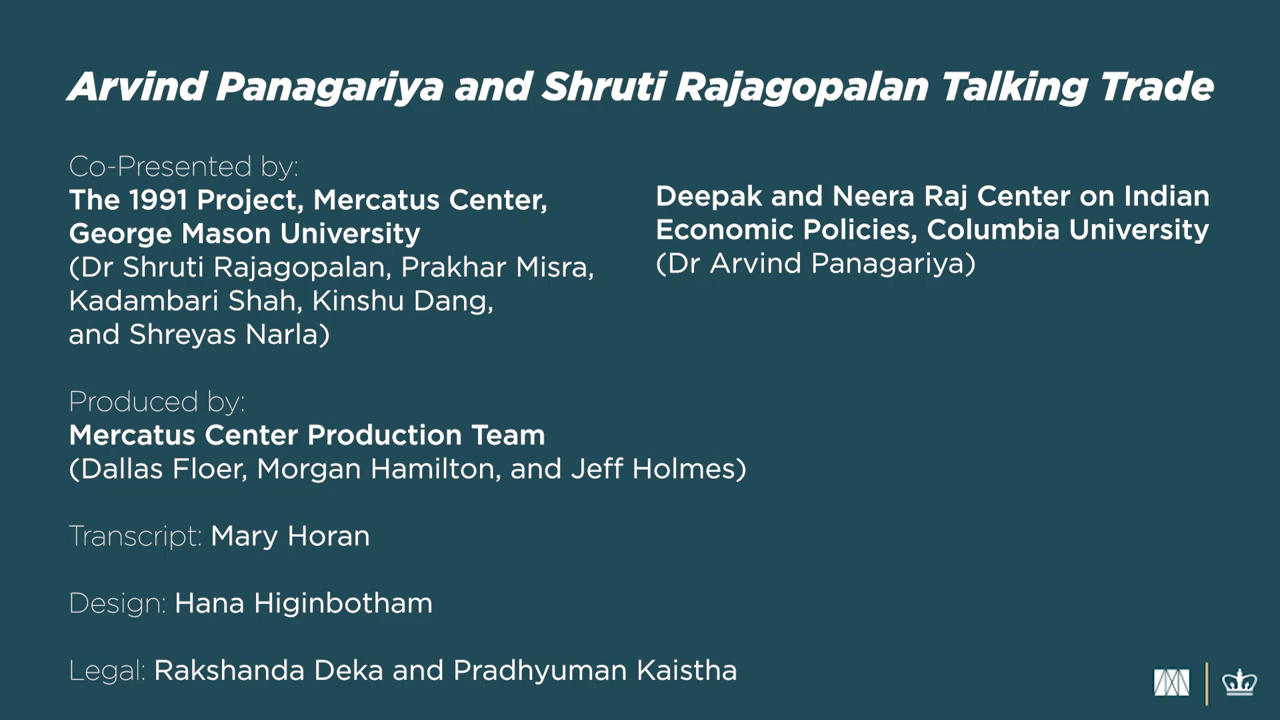 Arvind Panagariya and Shruti Rajagopalan Talking Trade
Co-Presented by:
The 1991 Project, Mercatus Center,
George Mason University
(Dr Shruti Rajagopalan, Prakhar Misra,
Kadambari Shah, Kinshu Dang,
and Shreyas Narla)
Deepak and Neera Raj Center on Indian
Economic Policies, Columbia University
(Dr Arvind Panagariya)
Produced by:
Mercatus Center Production Team
(Dallas Floer, Morgan Hamilton, and Jeff Holmes)
Transcript: Mary Horan
Design: Hana Higinbotham
Legal: Rakshanda Deka and Pradhyuman Kaistha